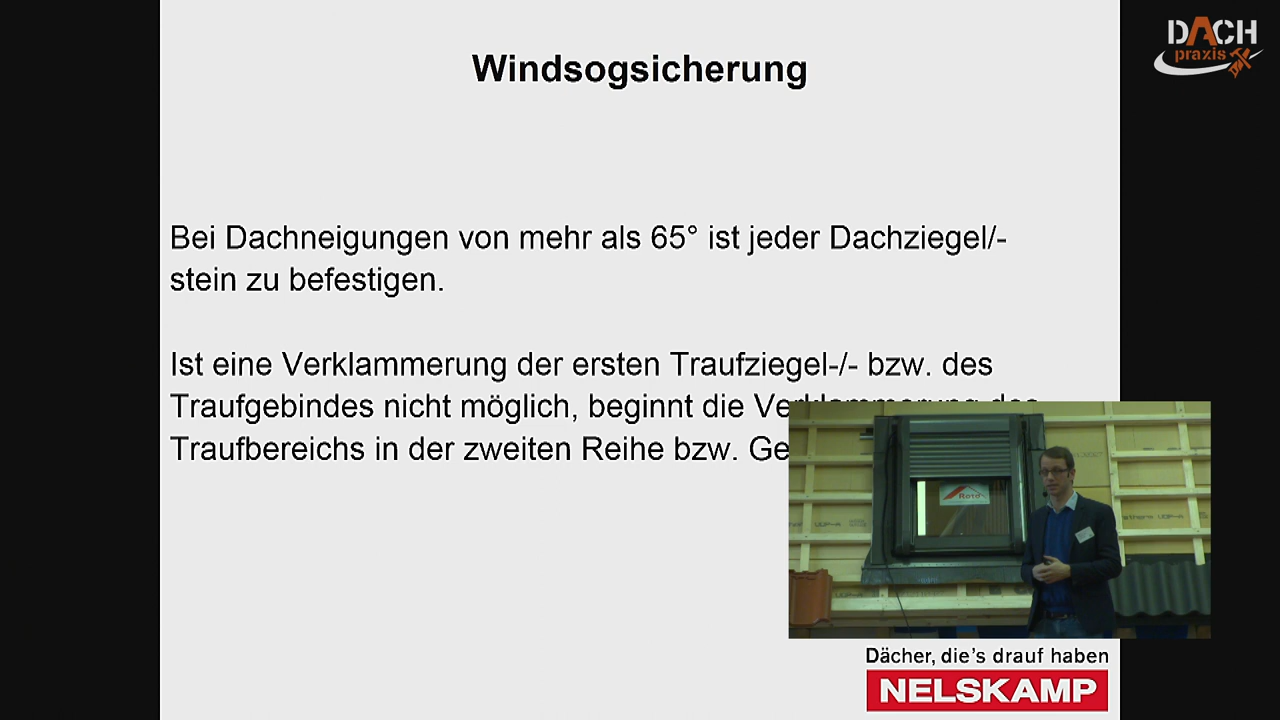 DACH
praxis
Windsogsicherung
Bei Dachneigungen von mehr als 65° ist jeder Dachziegel/-
stein zu befestigen.
Ist eine Verklammerung der ersten Traufziegel-/- bzw. des
Traufgebindes nicht möglich, beginnt die Verklammerung des
Traufbereichs in der zweiten Reihe bzw.
Roto
Dächer, die's drauf haben
NELSKAMP